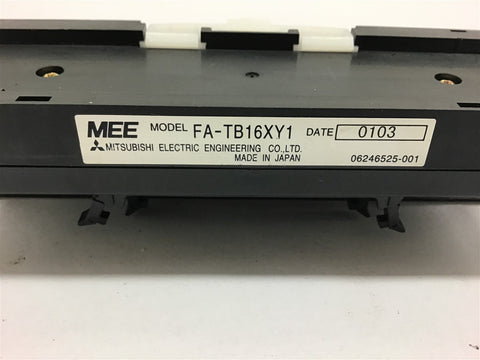 MEE MODEL FA-TB16XY1 DATE 0103
MITSUBISHI ELECTRIC ENGINEERING CO.,LTD.
MADE IN JAPAN 06246525-001